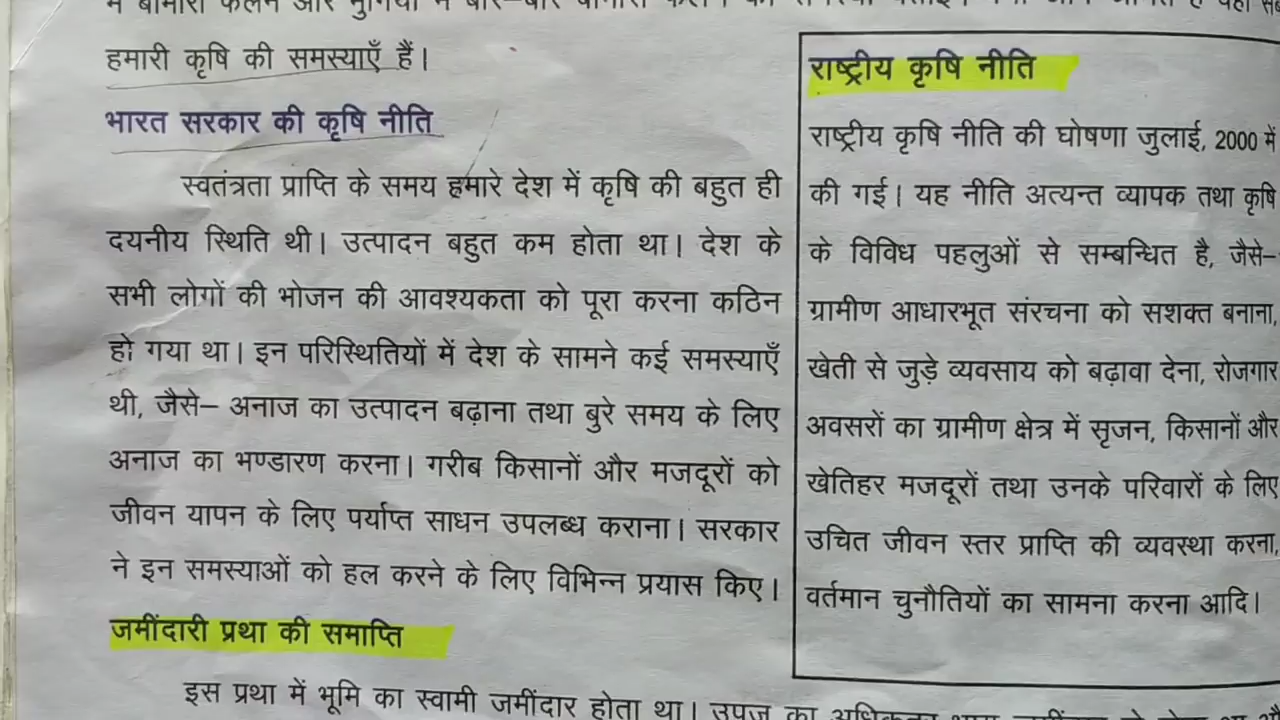 हमारी कृषि की समस्याएँ हैं।
भारत सरकार की कृषि नीति
स्वतंत्रता प्राप्ति के समय हमारे देश में कृषि की बहुत ही
दयनीय स्थिति थी। उत्पादन बहुत कम होता था। देश के
सभी लोगों की भोजन की आवश्यकता को पूरा करना कठिन
हो गया था। इन परिस्थितियों में देश के सामने कई समस्याएँ
थी, जैसे– अनाज का उत्पादन बढ़ाना तथा बुरे समय के लिए
अनाज का भण्डारण करना। गरीब किसानों और मजदूरों को
जीवन यापन के लिए पर्याप्त साधन उपलब्ध कराना। सरकार
ने इन समस्याओं को हल करने के लिए विभिन्न प्रयास किए।
जमींदारी प्रथा की समाप्ति
इस प्रथा में भूमि का स्वामी जमींदार होता था। उपज का
राष्ट्रीय कृषि नीति
राष्ट्रीय कृषि नीति की घोषणा जुलाई, 2000 में
की गई। यह नीति अत्यन्त व्यापक तथा कृषि
के विविध पहलुओं से सम्बन्धित है, जैसे–
ग्रामीण आधारभूत संरचना को सशक्त बनाना,
खेती से जुड़े व्यवसाय को बढ़ावा देना, रोजगार
अवसरों का ग्रामीण क्षेत्र में सृजन, किसानों और
खेतिहर मजदूरों तथा उनके परिवारों के लिए
उचित जीवन स्तर प्राप्ति की व्यवस्था करना,
वर्तमान चुनौतियों का सामना करना आदि।